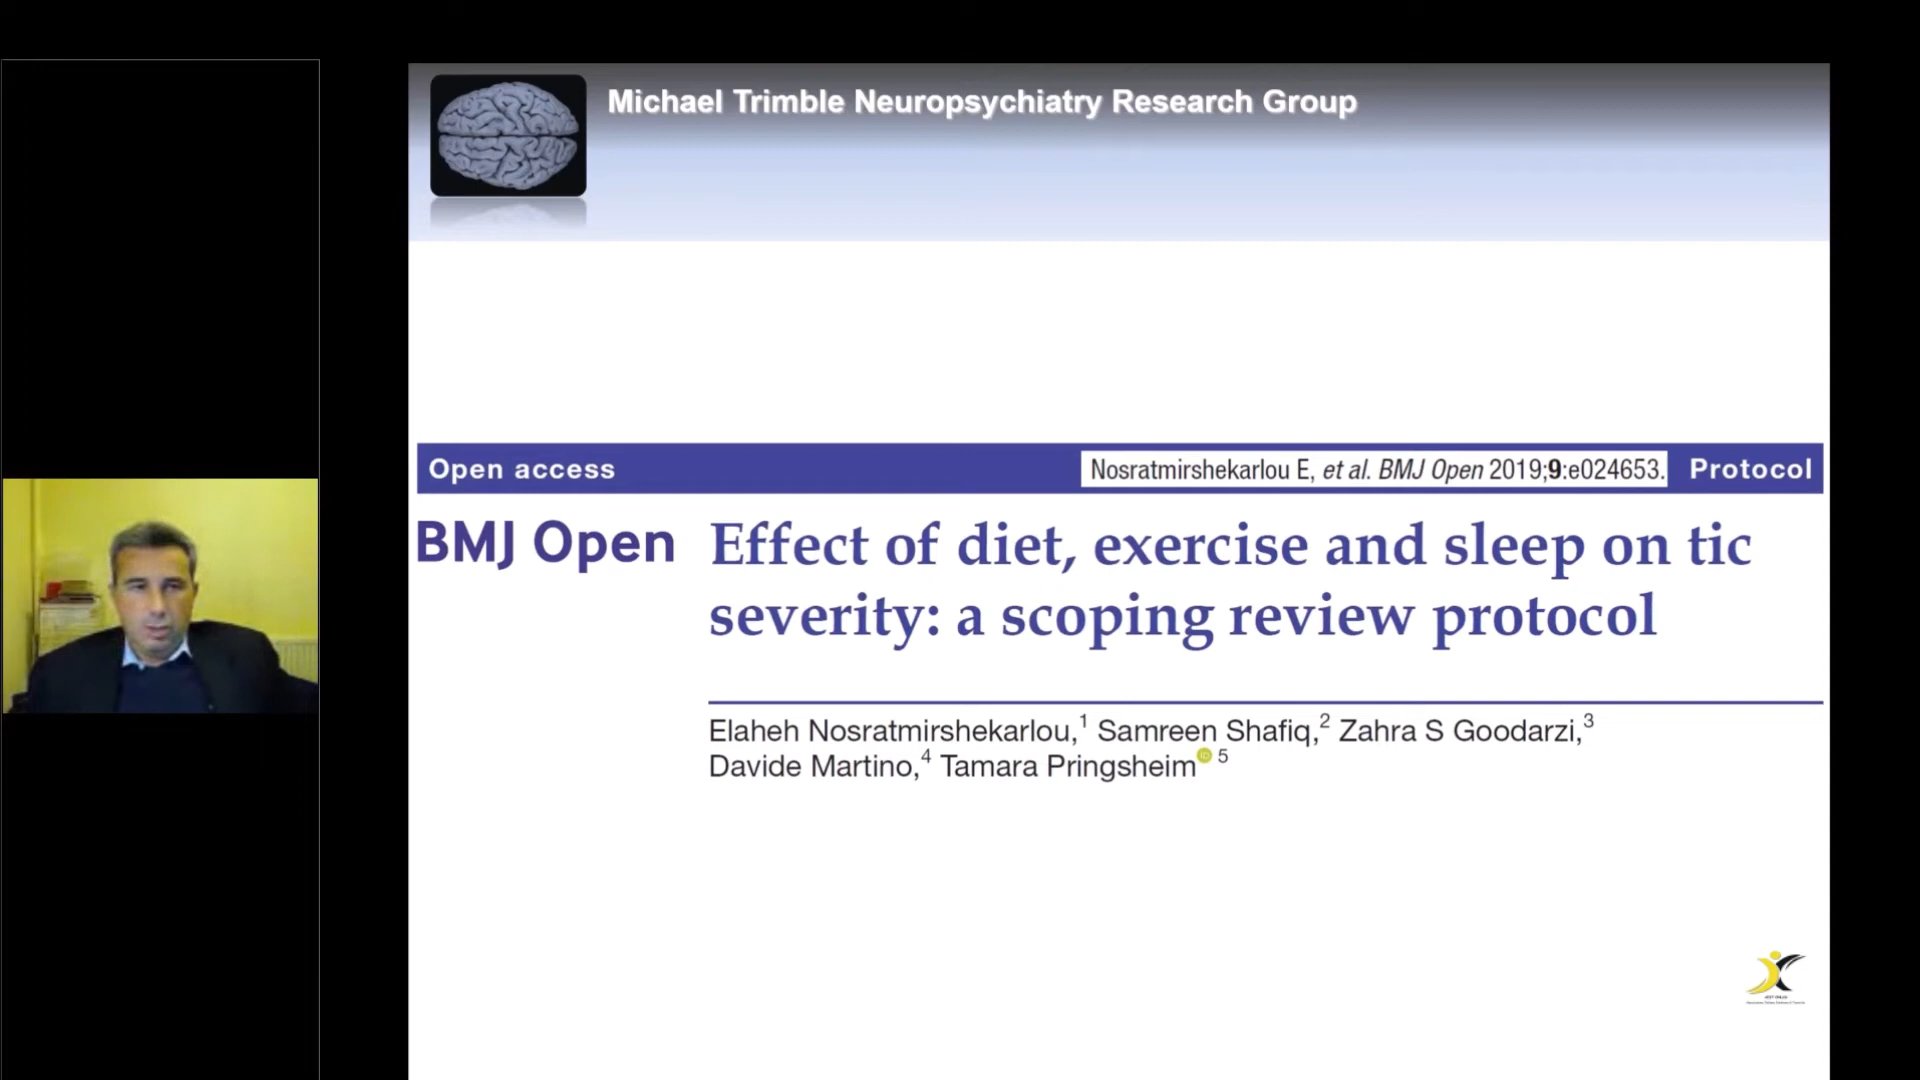 Michael Trimble Neuropsychiatry Research Group
Open access
Nosratmirshekarlou E, et al. BMJ Open 2019;9:e024653.
Protocol
BMJ Open
Effect of diet, exercise and sleep on tic
severity: a scoping review protocol
Elaheh Nosratmirshekarlou,1 Samreen Shafiq,2 Zahra S Goodarzi,3
Davide Martino,4 Tamara Pringsheim iD 5